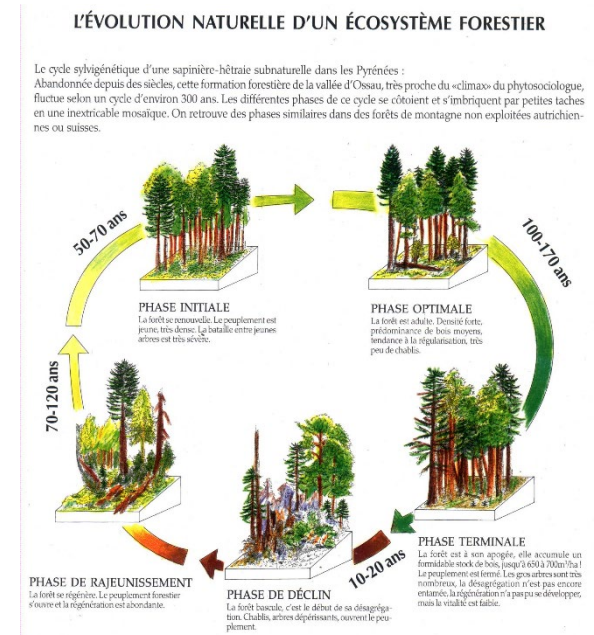 L'ÉVOLUTION NATURELLE D'UN ÉCOSYSTÈME FORESTIER
Le cycle sylvigénétique d'une sapinière-hêtraie subnaturelle dans les Pyrénées :
Abandonnée depuis des siècles, cette formation forestière de la vallée d'Ossau, très proche du «climax» du phytosociologue,
fluctue selon un cycle d'environ 300 ans. Les différentes phases de ce cycle se côtoient et s'imbriquent par petites taches
en une inextricable mosaïque. On retrouve des phases similaires dans des forêts de montagne non exploitées autrichien-
nes ou suisses.
50-70 ans
100-170 ans
PHASE INITIALE
La forêt se renouvelle. Le peuplement est
jeune, très dense. La bataille entre jeunes
arbres est très sévère.
PHASE OPTIMALE
La forêt est adulte. Densité forte,
prédominance de bois moyens,
tendance à la régularisation, très
peu de chablis.
70-120 ans
10-20 ans
PHASE TERMINALE
La forêt est à son apogée, elle accumule un
formidable stock de bois, jusqu'à 650 à 700m³/ha !
Le peuplement est fermé. Les gros arbres sont très
nombreux, la désagrégation n'est pas encore
entamée, la régénération n'a pas pu se développer,
mais la vitalité est faible.
PHASE DE RAJEUNISSEMENT
La forêt se régénère. Le peuplement forestier
s'ouvre et la régénération est abondante.
PHASE DE DÉCLIN
La forêt bascule, c'est le début de sa désagréga-
tion. Chablis, arbres dépérissants, ouvrent le peu-
plement.